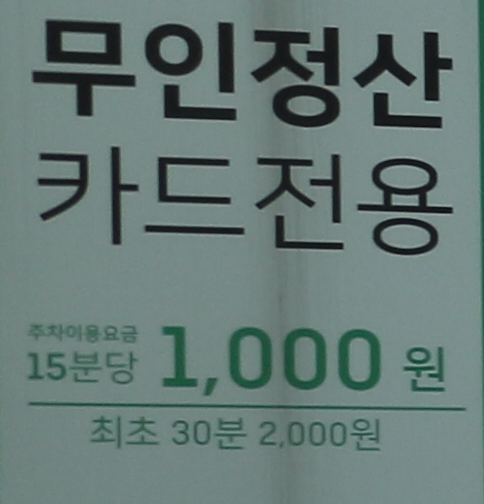 무인정산
카드전용
주차이용요금
15분당 1,000 원
최초 30분 2,000원